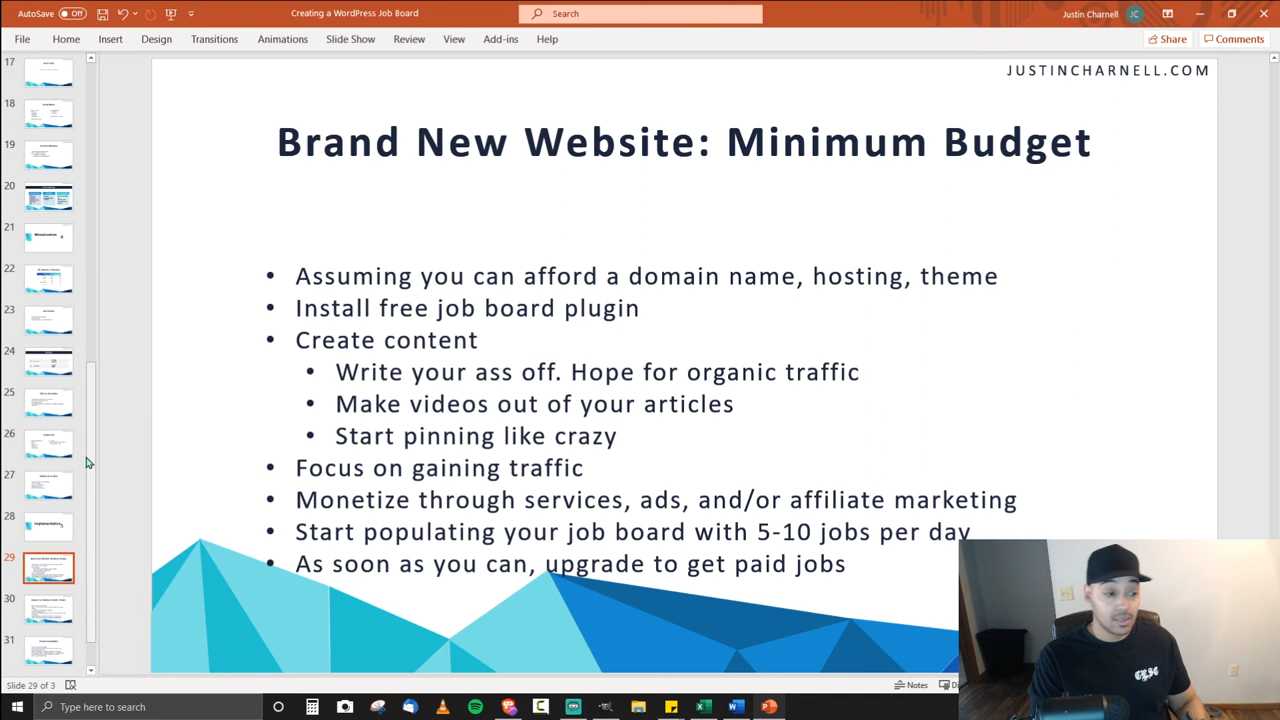 AutoSave Off
Creating a WordPress Job Board
Search
Justin Charnell JC
File Home Insert Design Transitions Animations Slide Show Review View Add-ins Help
Share Comments
JUSTINCHARNELL.COM
Brand New Website: Minimum Budget
• Assuming you can afford a domain name, hosting, theme
• Install free job board plugin
• Create content
• Write your ass off. Hope for organic traffic
• Make videos out of your articles
• Start pinning like crazy
• Focus on gaining traffic
• Monetize through services, ads, and/or affiliate marketing
• Start populating your job board with 5-10 jobs per day
• As soon as you can, upgrade to get paid jobs
17
18
19
20
21
22
23
24
25
26
27
28
29
30
31
Slide 29 of 3
Notes
Type here to search